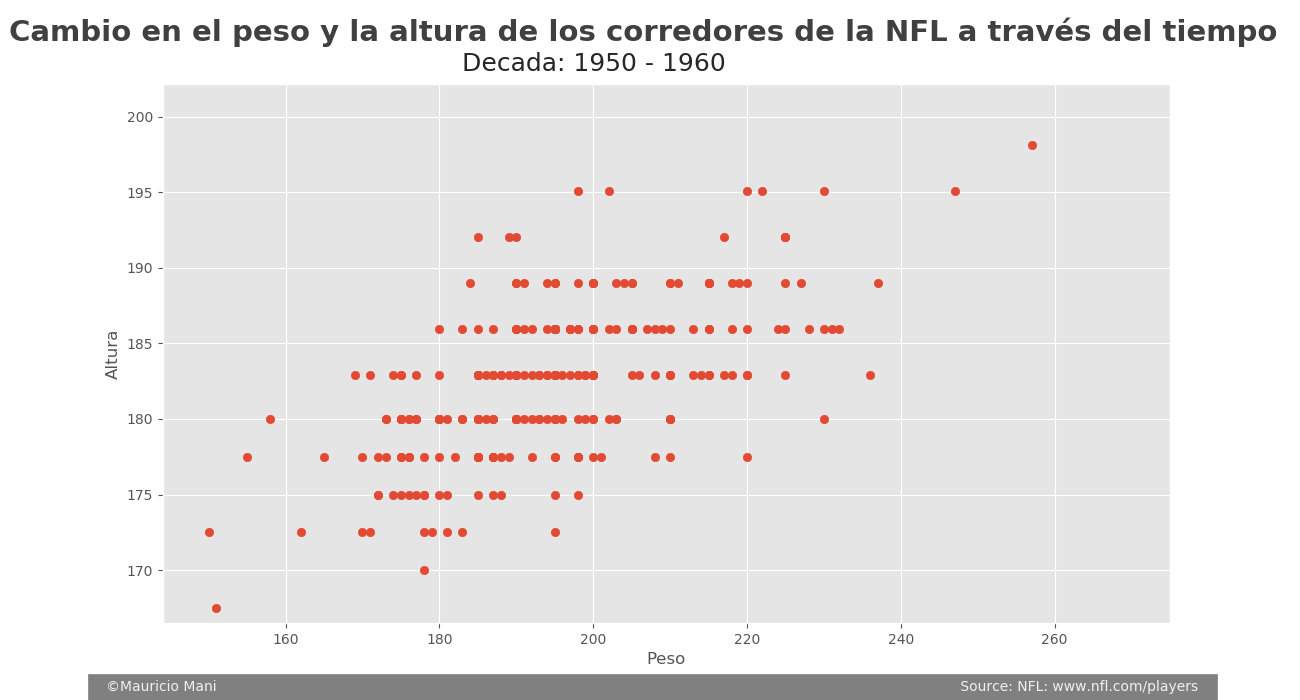 Cambio en el peso y la altura de los corredores de la NFL a través del tiempo
Decada: 1950 - 1960
200
195
190
185
180
175
170
Altura
160 180 200 220 240 260
Peso
©Mauricio Mani Source: NFL: www.nfl.com/players